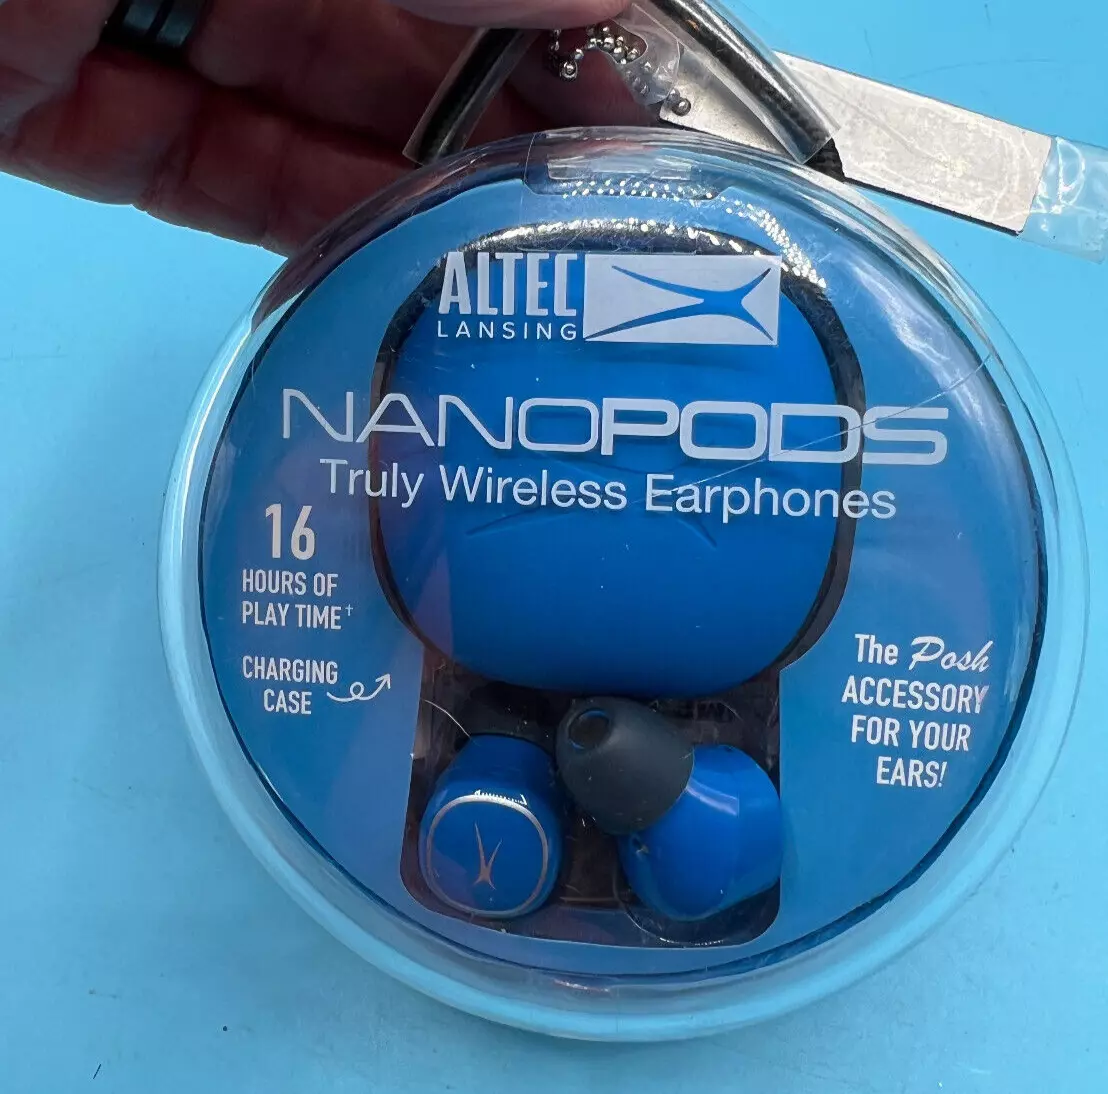 ALTEC
LANSING
NANOPODS
Truly Wireless Earphones
16
HOURS OF
PLAY TIME†
CHARGING
CASE
The Posh
ACCESSORY
FOR YOUR
EARS!